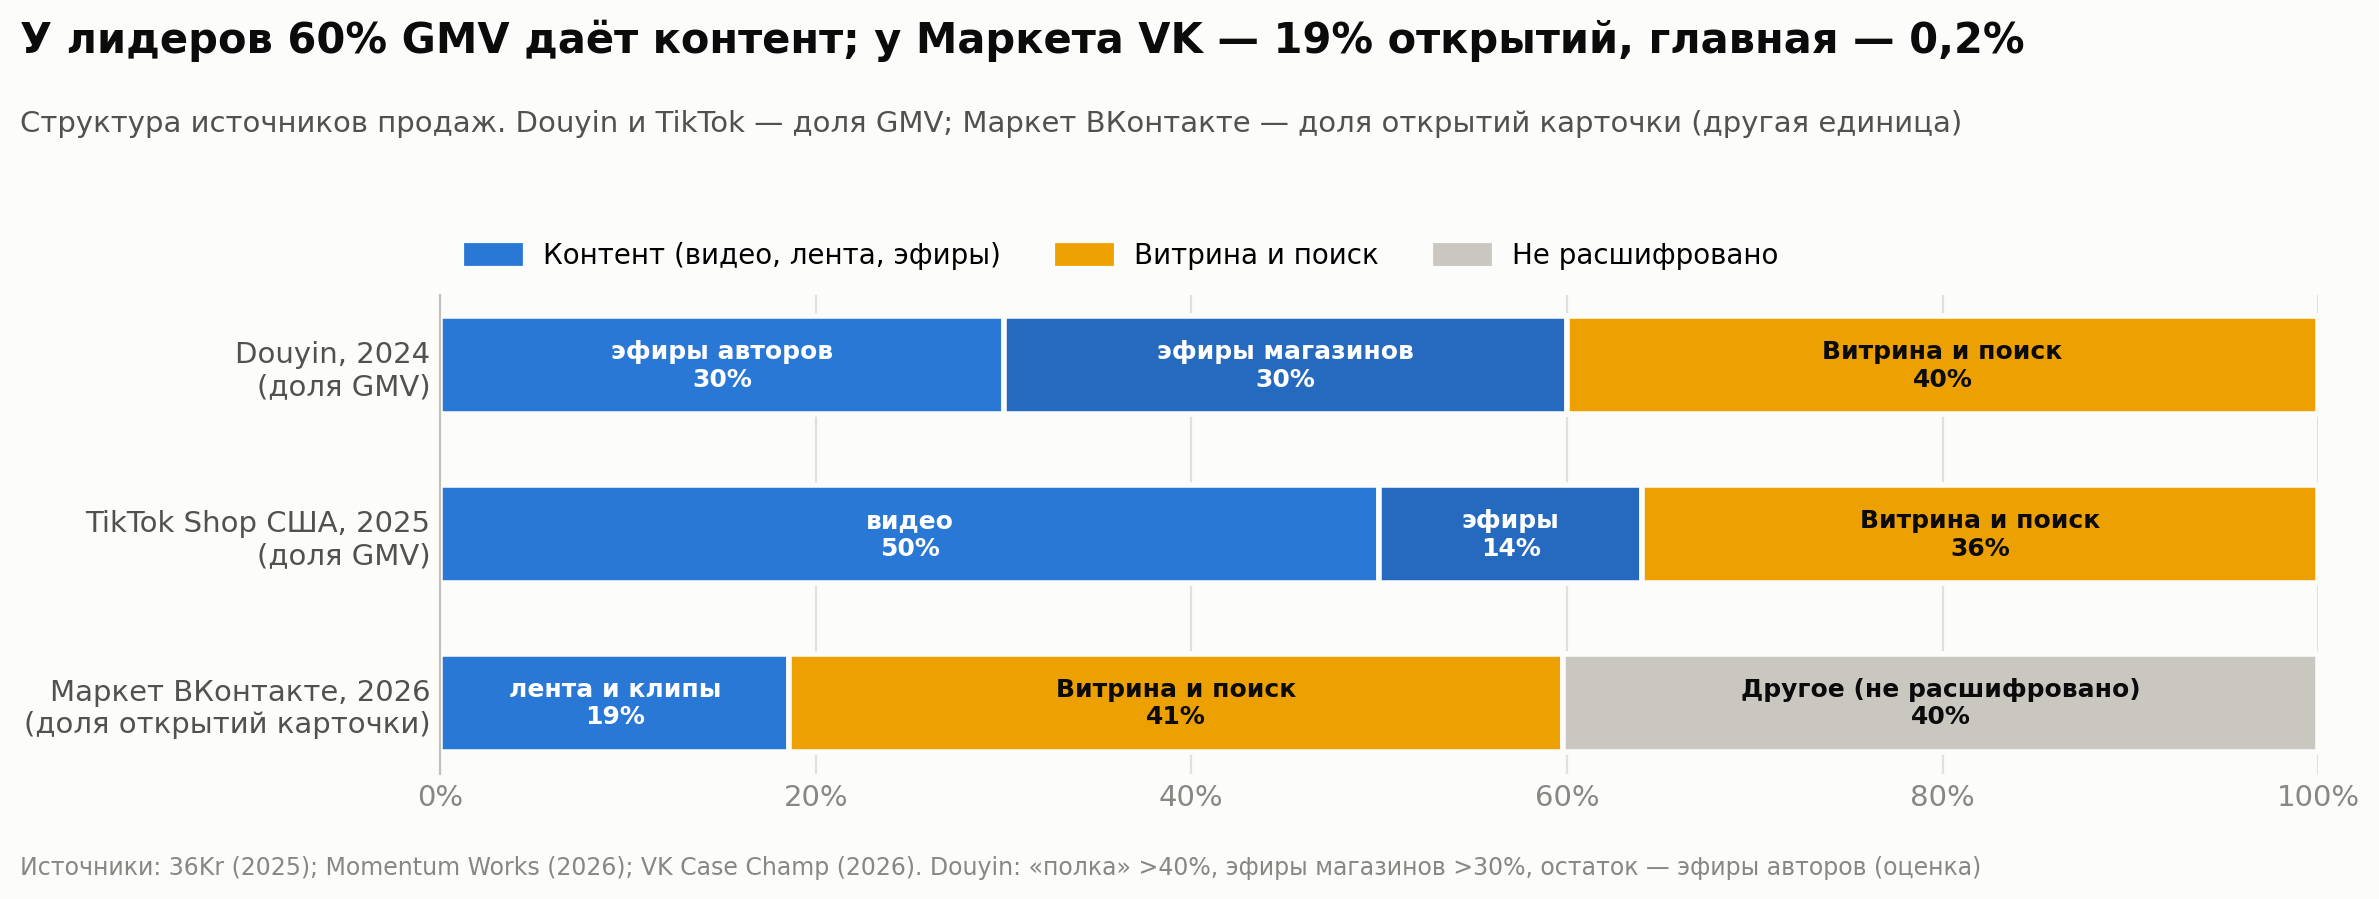 У лидеров 60% GMV даёт контент; у Маркета VK — 19% открытий, главная — 0,2%
Структура источников продаж. Douyin и TikTok — доля GMV; Маркет ВКонтакте — доля открытий карточки (другая единица)
Контент (видео, лента, эфиры)
Витрина и поиск
Не расшифровано
Douyin, 2024
(доля GMV)
эфиры авторов
30%
эфиры магазинов
30%
Витрина и поиск
40%
TikTok Shop США, 2025
(доля GMV)
видео
50%
эфиры
14%
Витрина и поиск
36%
Маркет ВКонтакте, 2026
(доля открытий карточки)
лента и клипы
19%
Витрина и поиск
41%
Другое (не расшифровано)
40%
0%
20%
40%
60%
80%
100%
Источники: 36Kr (2025); Momentum Works (2026); VK Case Champ (2026). Douyin: «полка» >40%, эфиры магазинов >30%, остаток — эфиры авторов (оценка)